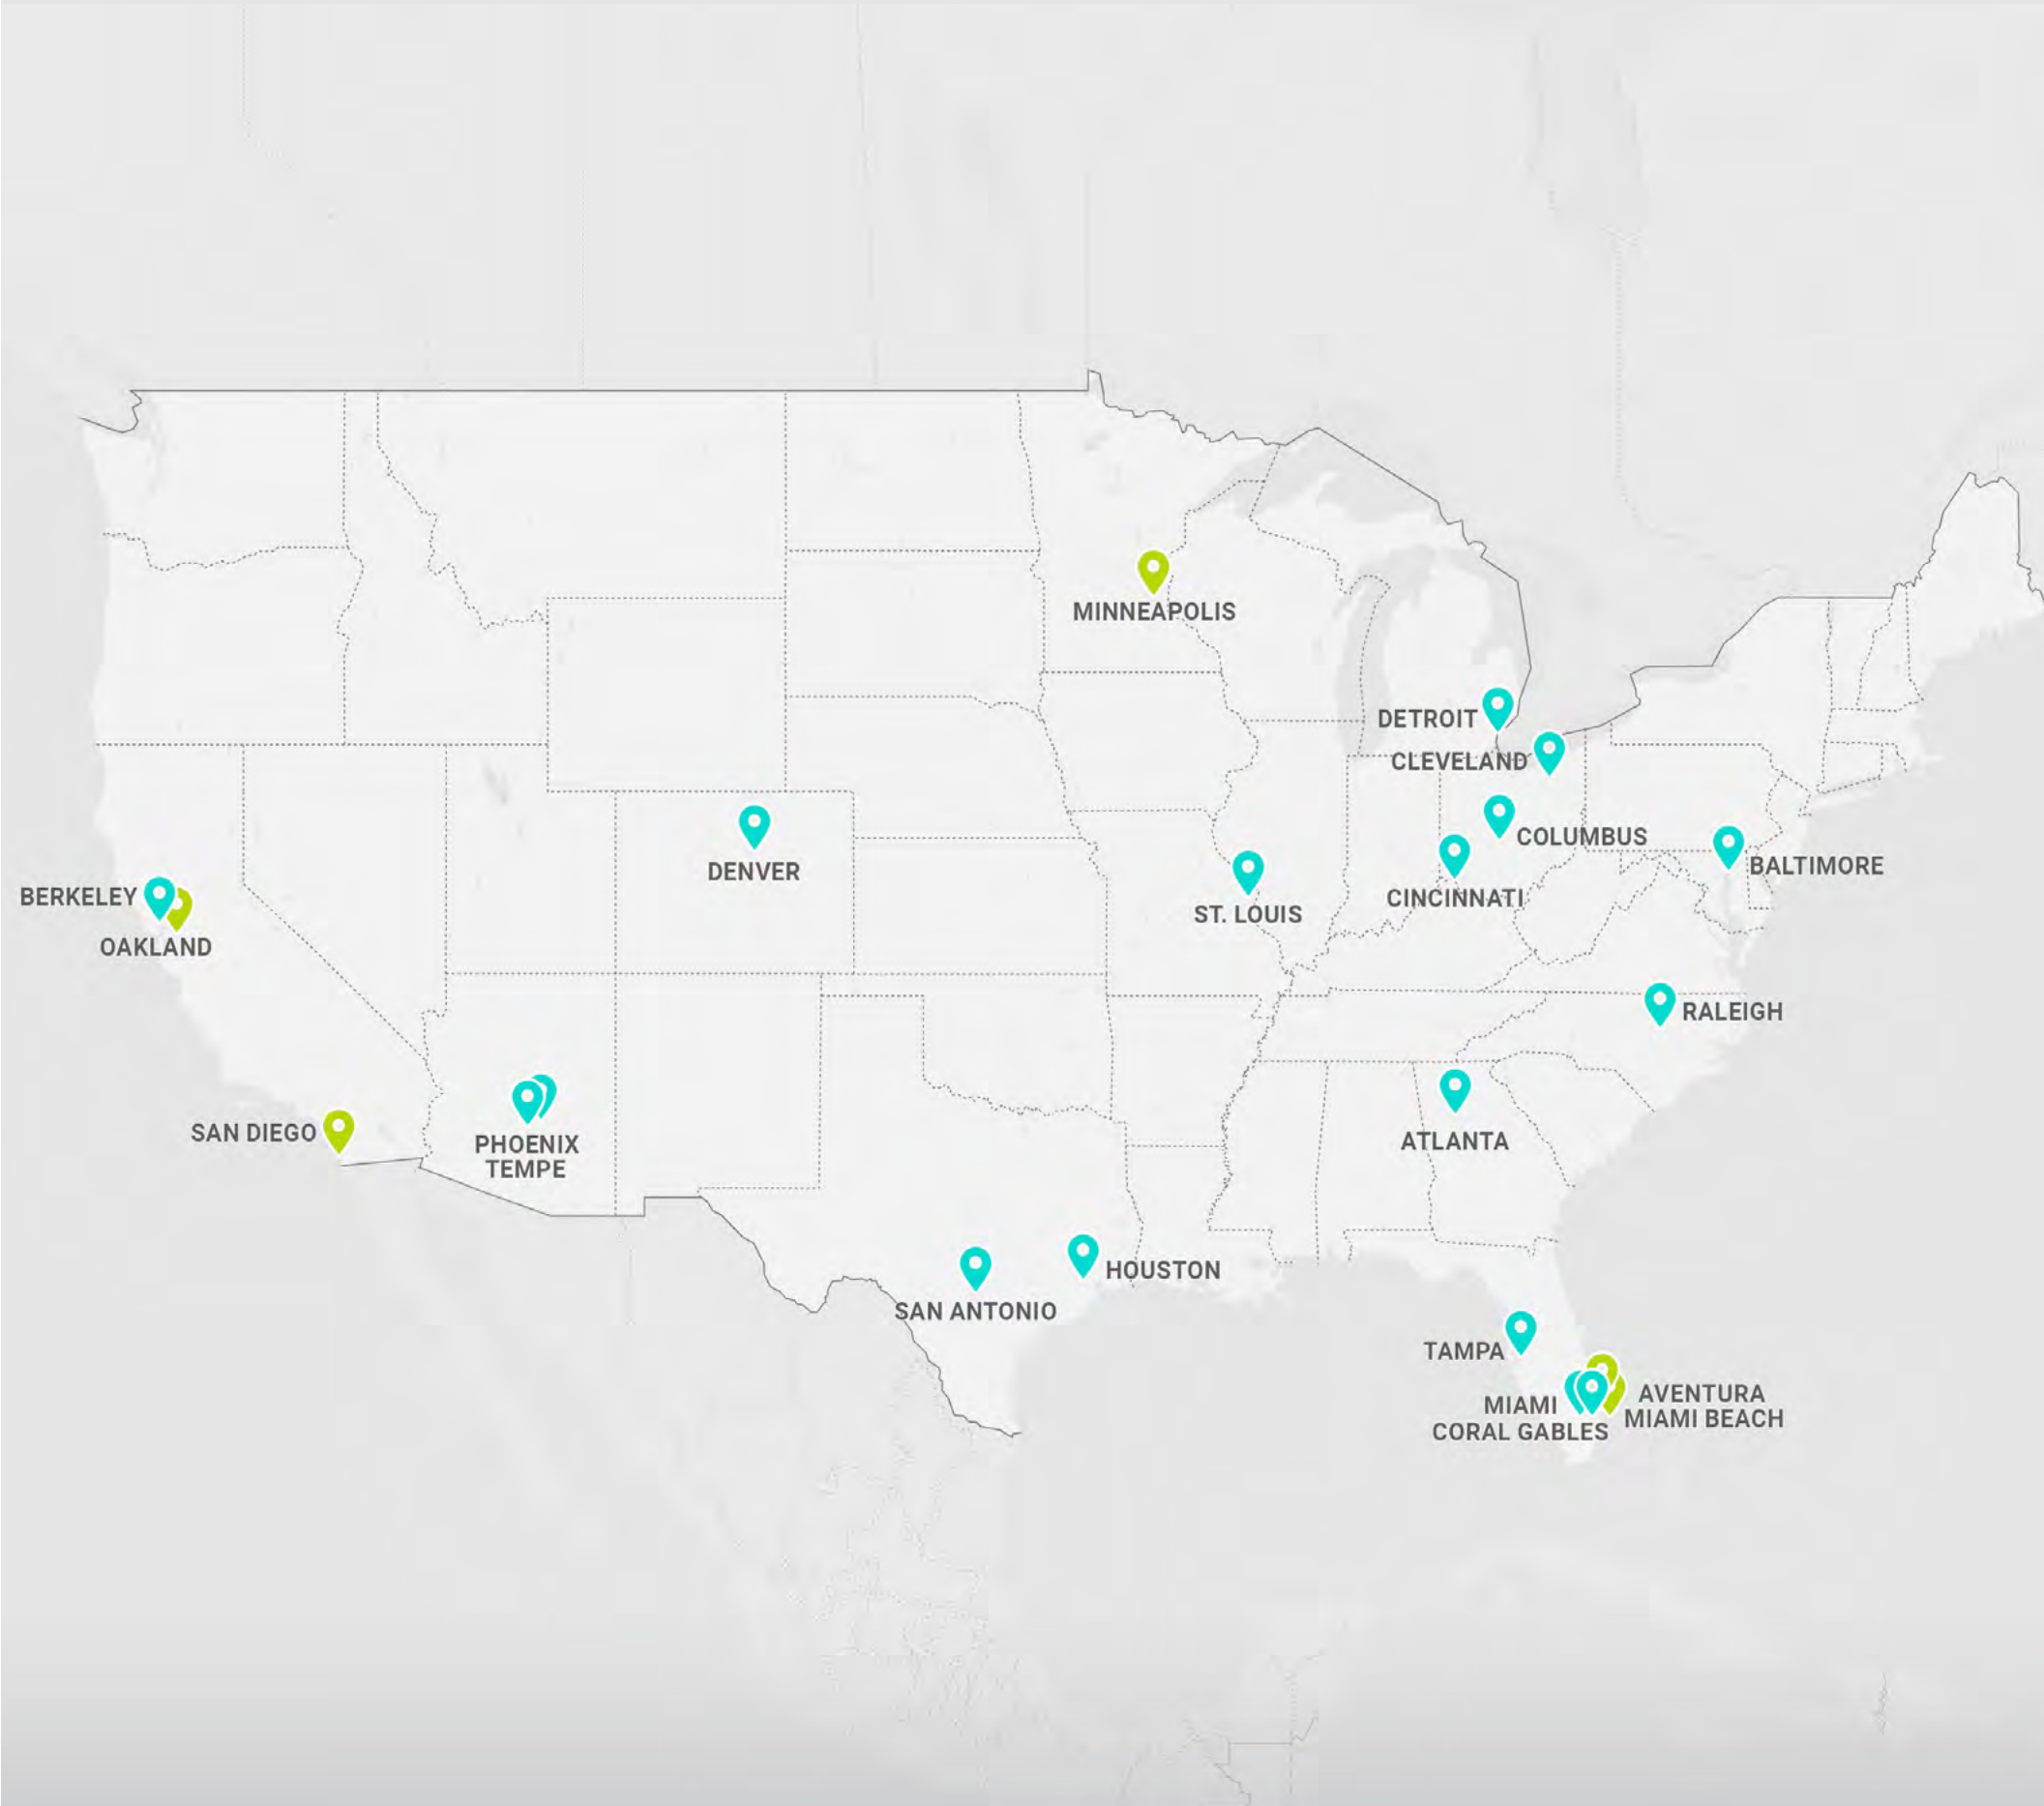 MINNEAPOLIS
DETROIT
CLEVELAND
COLUMBUS
BALTIMORE
DENVER
BERKELEY
CINCINNATI
ST. LOUIS
OAKLAND
RALEIGH
SAN DIEGO
PHOENIX
TEMPE
ATLANTA
HOUSTON
SAN ANTONIO
TAMPA
MIAMI
CORAL GABLES
AVENTURA
MIAMI BEACH